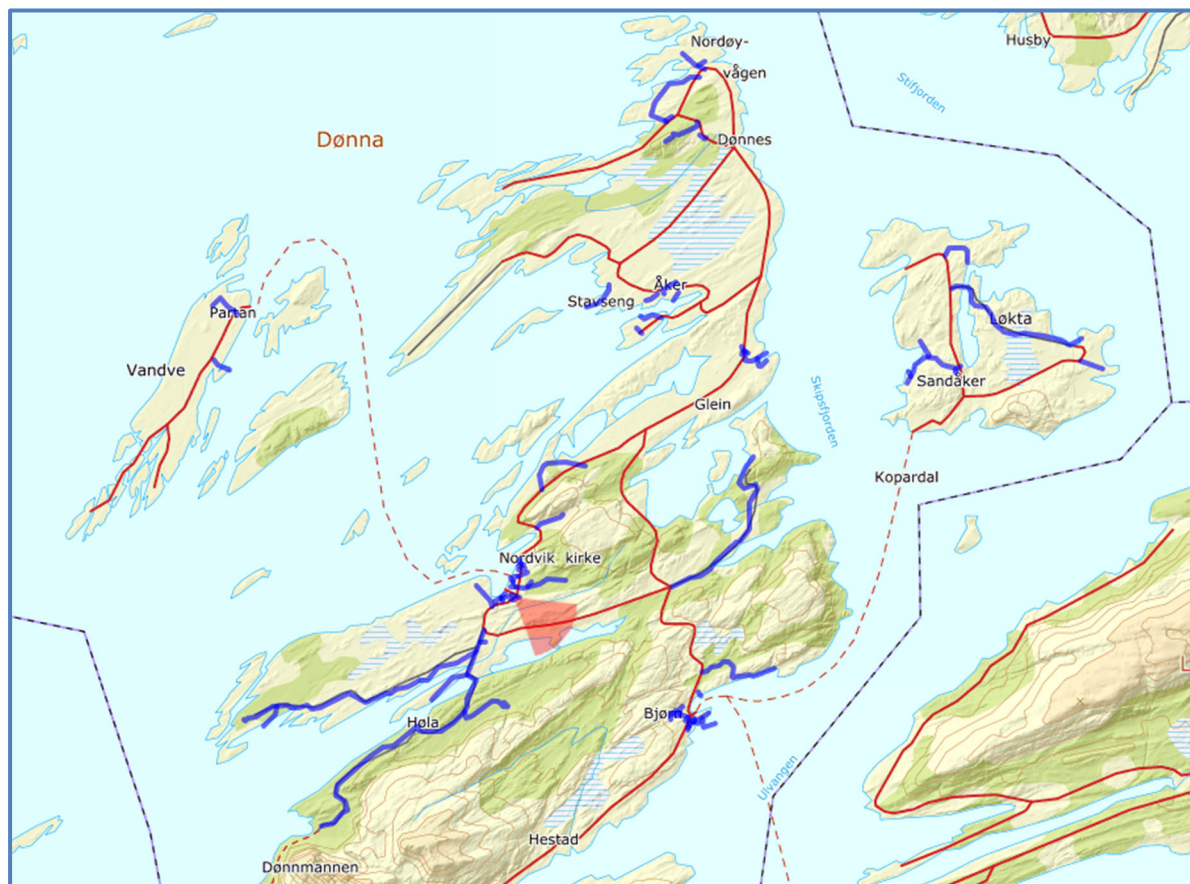 Nordøy-
vågen
Husby
Stifjorden
Dønna
Dønnes
Åker
Stavseng
Partan
Løkta
Vandve
Sandåker
Glein
Skipsfjorden
Kopardal
Nordvik kirke
L
Høla
Bjørn
Ulvangen
Hestad
Dønnmannen